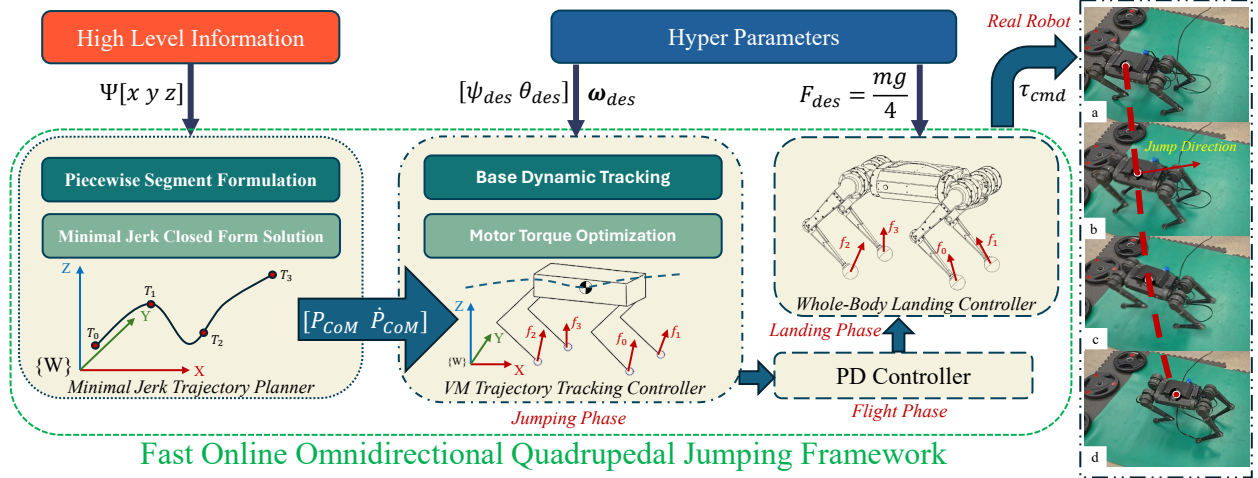 High Level Information
Hyper Parameters
Real Robot
Ψ[x y z]
[ψ_des θ_des] ω_des
F_des = mg/4
τ_cmd
Piecewise Segment Formulation
Minimal Jerk Closed Form Solution
Z
Y
X
T_0
T_1
T_2
T_3
{W}
Minimal Jerk Trajectory Planner
[P_CoM Ṗ_CoM]
Base Dynamic Tracking
Motor Torque Optimization
Z
Y
X
{W}
f_2
f_3
f_0
f_1
VM Trajectory Tracking Controller
Jumping Phase
f_2
f_3
f_0
f_1
Whole-Body Landing Controller
Landing Phase
PD Controller
Flight Phase
Fast Online Omnidirectional Quadrupedal Jumping Framework
a
Jump Direction
b
c
d